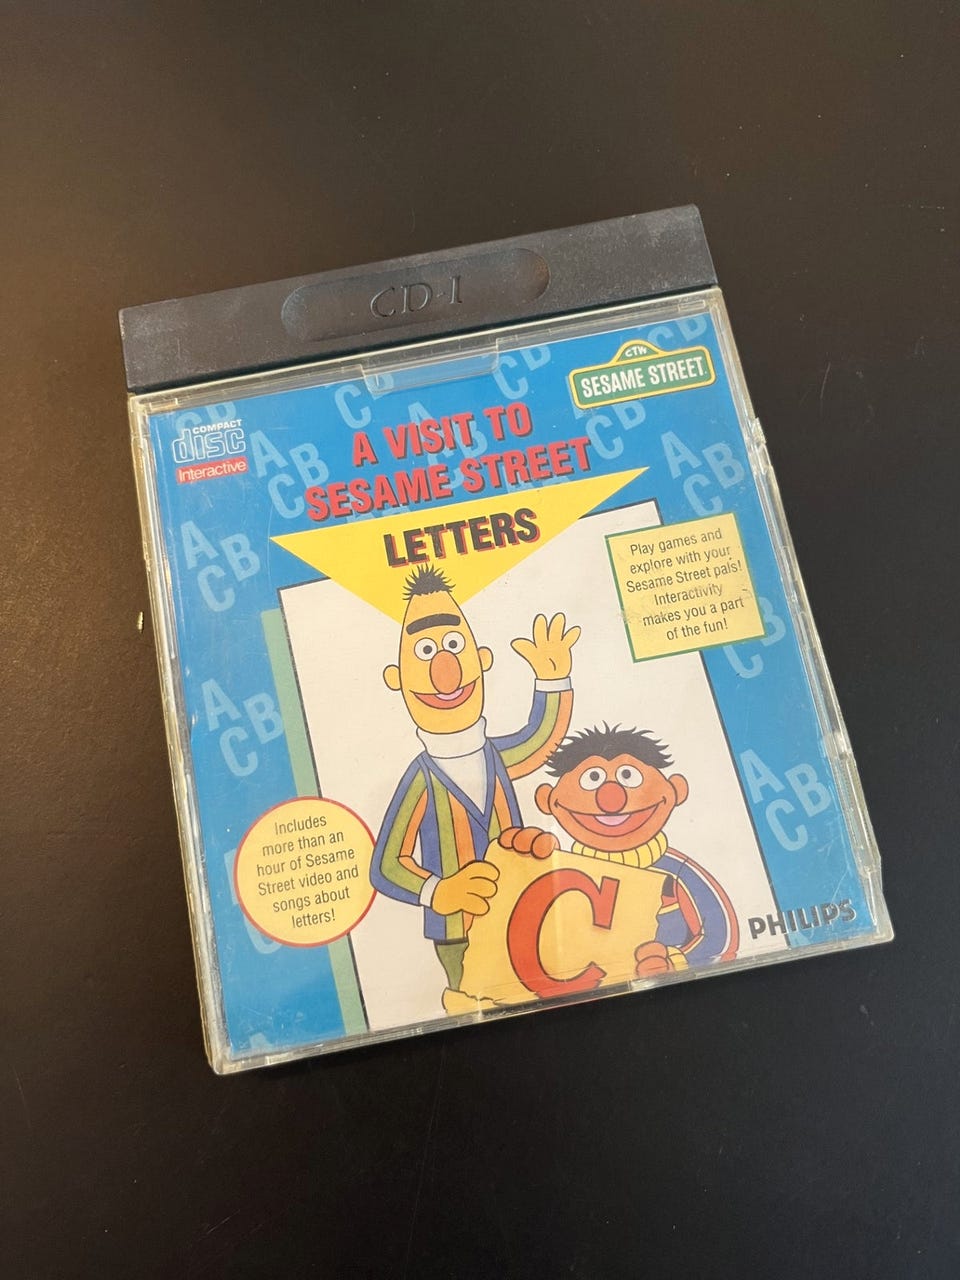 CD-I
CTW
SESAME STREET
COMPACT
disc
Interactive
A VISIT TO
SESAME STREET
LETTERS
Play games and
explore with your
Sesame Street pals!
Interactivity
makes you a part
of the fun!
Includes
more than an
hour of Sesame
Street video and
songs about
letters!
C
PHILIPS
A B C
A B C
A B C
A B C
A B C
A B C